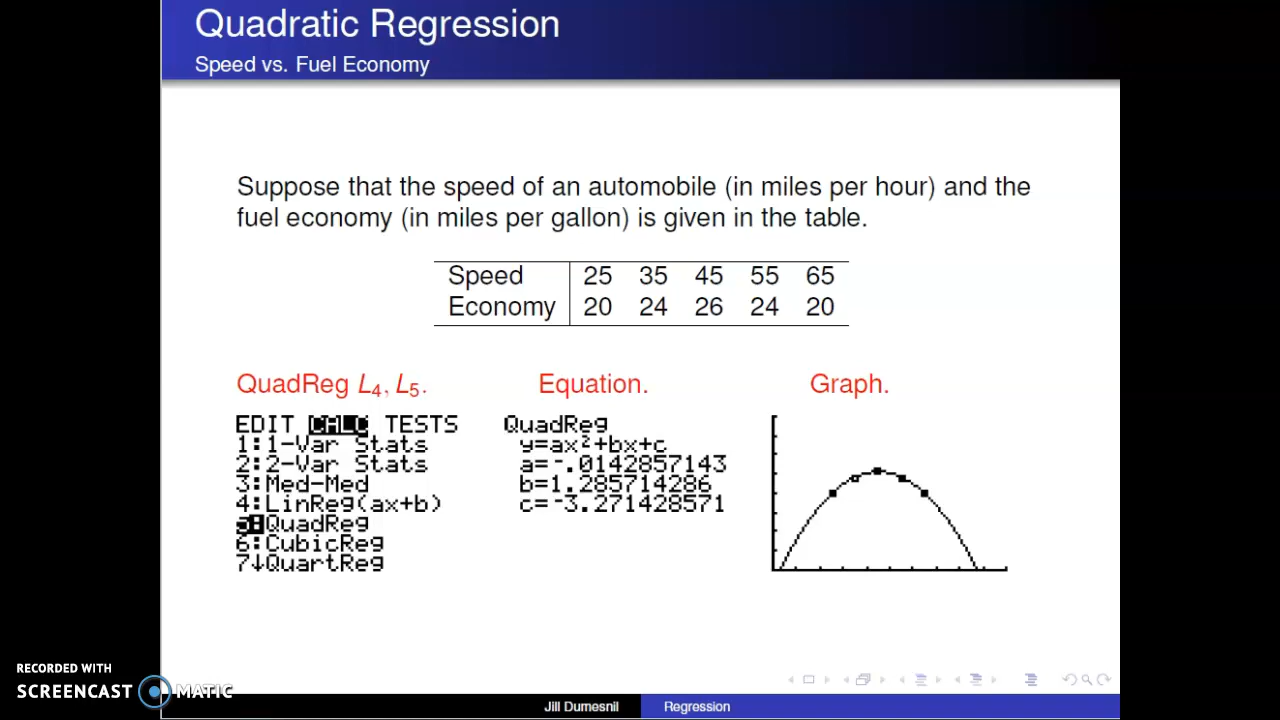 Quadratic Regression
Speed vs. Fuel Economy
Suppose that the speed of an automobile (in miles per hour) and the
fuel economy (in miles per gallon) is given in the table.
Speed 25 35 45 55 65
Economy 20 24 26 24 20
QuadReg L₄, L₅.
EDIT CALC TESTS
1:1-Var Stats
2:2-Var Stats
3:Med-Med
4:LinReg(ax+b)
5:QuadReg
6:CubicReg
7↓QuartReg
Equation.
QuadReg
y=ax²+bx+c
a=-.0142857143
b=1.285714286
c=-3.271428571
Graph.
RECORDED WITH
SCREENCAST MATIC
Jill Dumesnil Regression